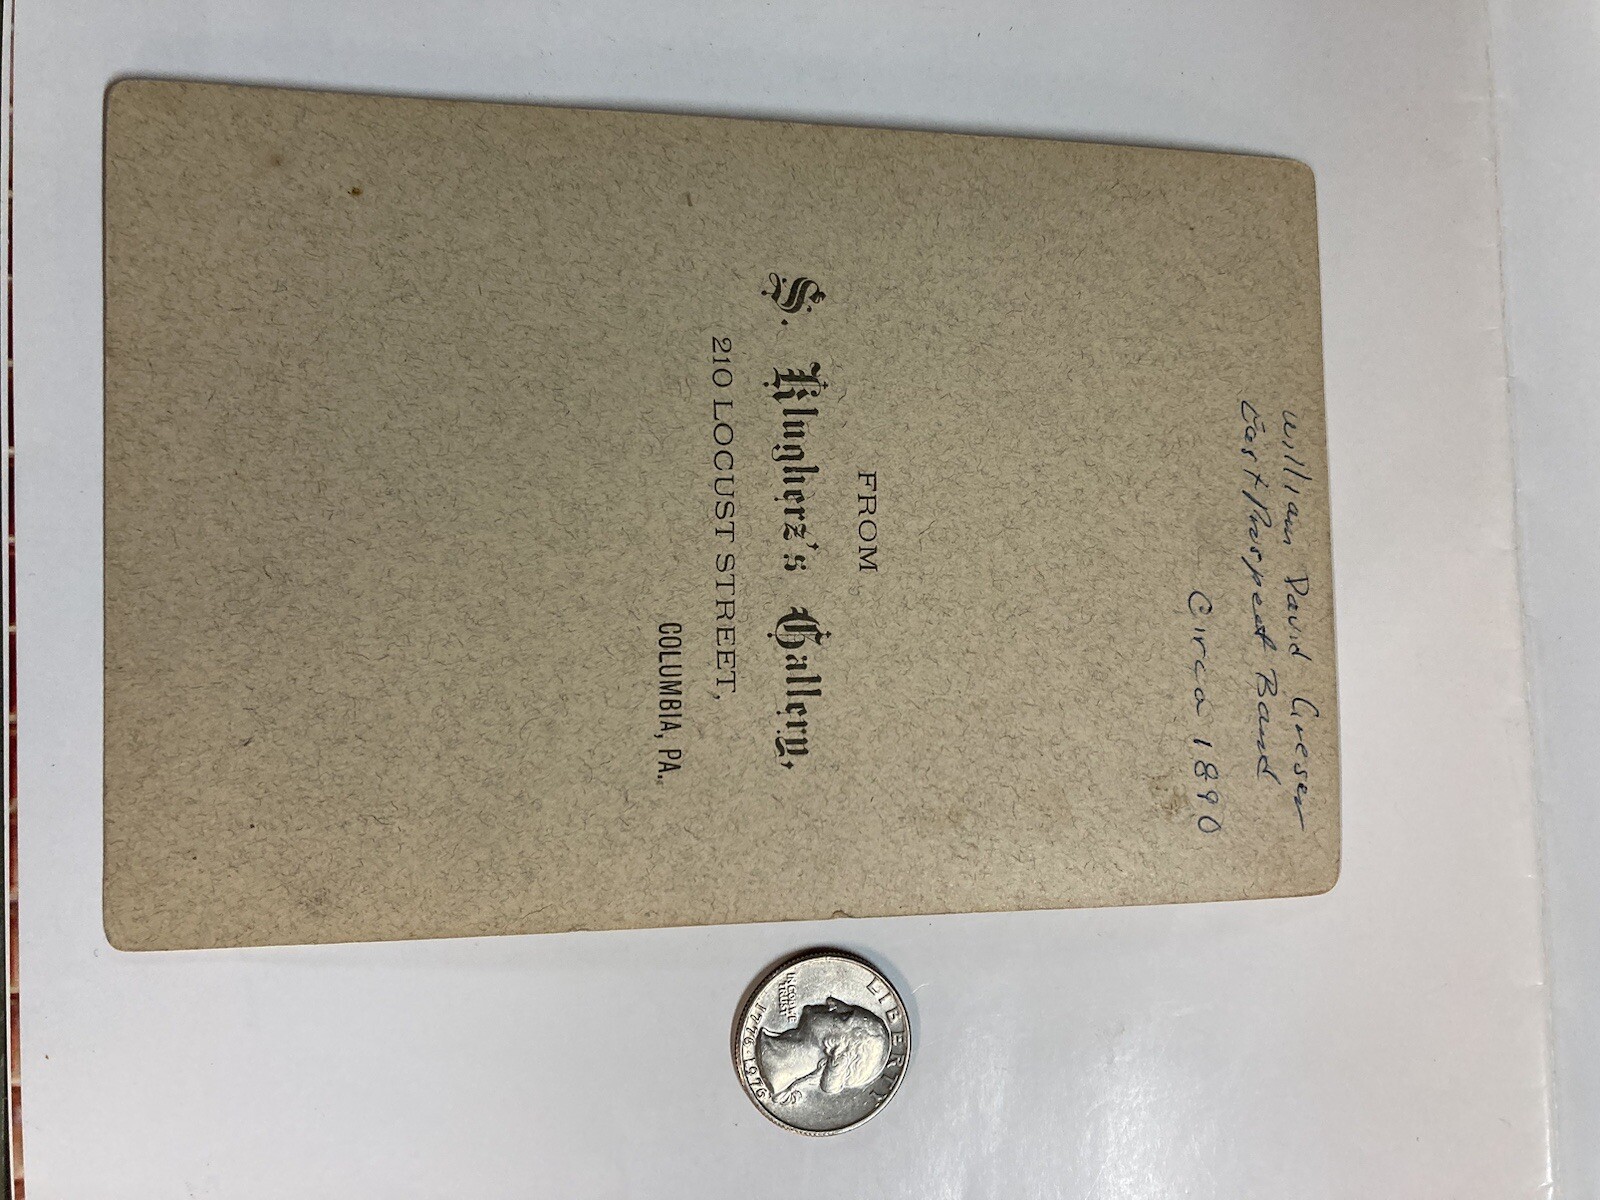 William David Greser
East Prospect Band
Circa 1890
FROM
S. Klugherz's Gallery,
210 LOCUST STREET,
COLUMBIA, PA.
LIBERTY
IN GOD WE
TRUST
1776·1976